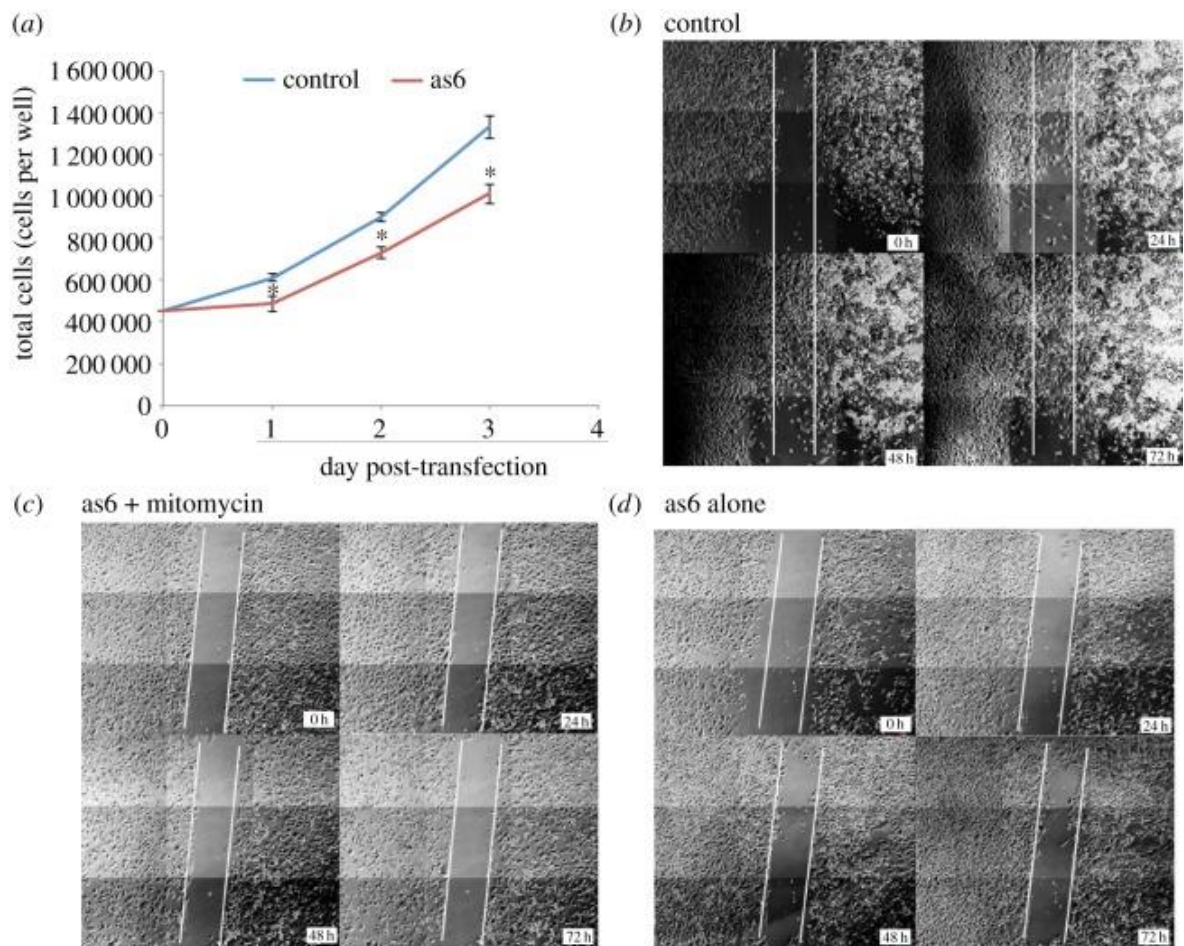 (a)
total cells (cells per well)
1 600 000
1 400 000
1 200 000
1 000 000
800 000
600 000
400 000
200 000
0
control as6
*
*
*
0 1 2 3 4
day post-transfection
(b) control
0 h
24 h
48 h
72 h
(c) as6 + mitomycin
0 h
24 h
48 h
72 h
(d) as6 alone
0 h
24 h
48 h
72 h